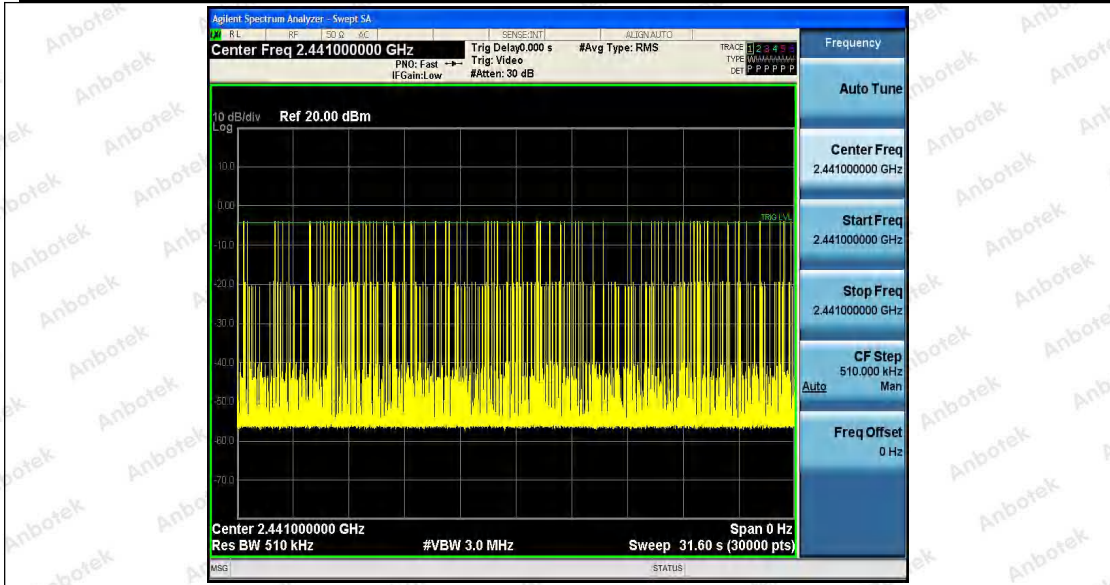 Agilent Spectrum Analyzer - Swept SA
RL RF 50 Ω AC SENSE:INT ALIGNAUTO
Center Freq 2.441000000 GHz
PNO: Fast
IFGain:Low
Trig Delay0.000 s
Trig: Video
#Atten: 30 dB
#Avg Type: RMS
TRACE 1 2 3 4 5 6
TYPE
DET P P P P P P
10 dB/div Ref 20.00 dBm
Log
10.0
0.00
-10.0
-20.0
-30.0
-40.0
-50.0
-60.0
-70.0
TRIG LVL
Center 2.441000000 GHz Span 0 Hz
Res BW 510 kHz #VBW 3.0 MHz Sweep 31.60 s (30000 pts)
MSG STATUS
Frequency
Auto Tune
Center Freq
2.441000000 GHz
Start Freq
2.441000000 GHz
Stop Freq
2.441000000 GHz
CF Step
510.000 kHz
Auto Man
Freq Offset
0 Hz
Anbotek